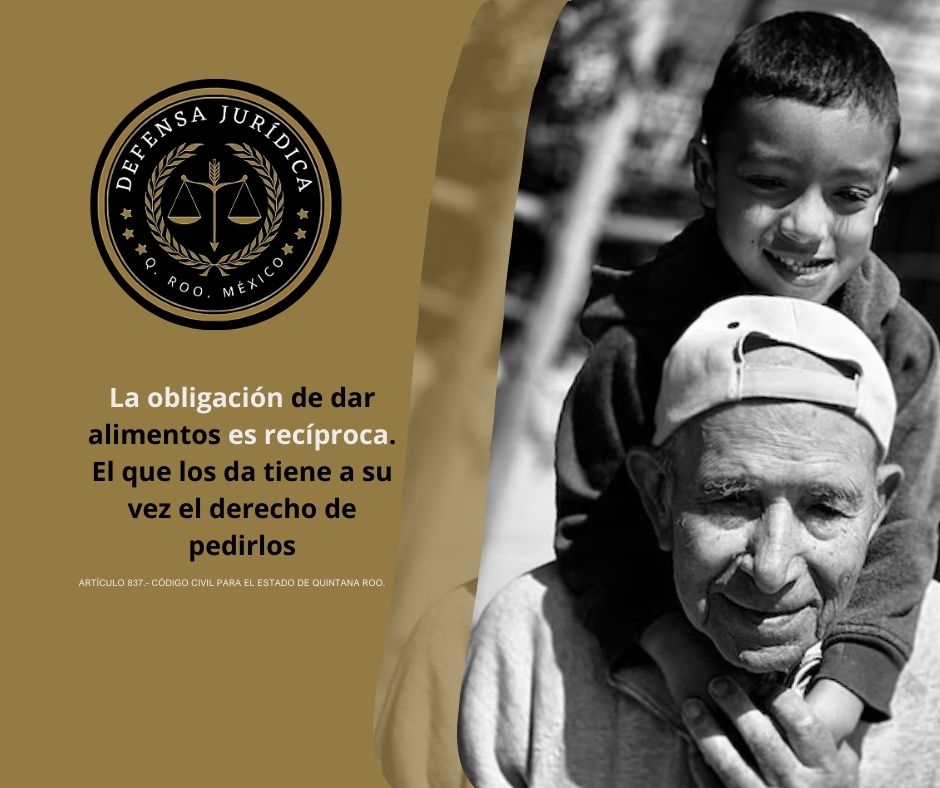 DEFENSA JURÍDICA
Q. ROO. MÉXICO
La obligación de dar
alimentos es recíproca.
El que los da tiene a su
vez el derecho de
pedirlos
ARTÍCULO 837.- CÓDIGO CIVIL PARA EL ESTADO DE QUINTANA ROO.